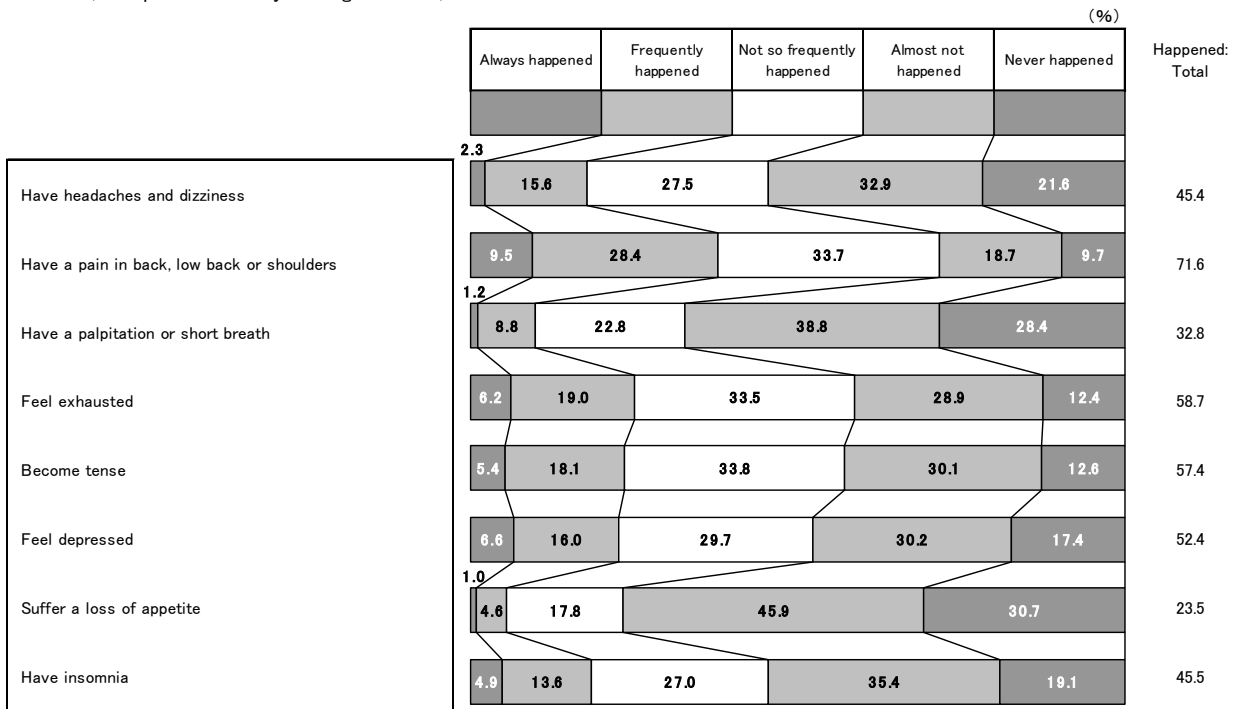 (%)
Always happened
Frequently
happened
Not so frequently
happened
Almost not
happened
Never happened
Happened:
Total
Have headaches and dizziness
2.3
15.6
27.5
32.9
21.6
45.4
Have a pain in back, low back or shoulders
9.5
28.4
33.7
18.7
9.7
71.6
Have a palpitation or short breath
1.2
8.8
22.8
38.8
28.4
32.8
Feel exhausted
6.2
19.0
33.5
28.9
12.4
58.7
Become tense
5.4
18.1
33.8
30.1
12.6
57.4
Feel depressed
6.6
16.0
29.7
30.2
17.4
52.4
Suffer a loss of appetite
1.0
4.6
17.8
45.9
30.7
23.5
Have insomnia
4.9
13.6
27.0
35.4
19.1
45.5